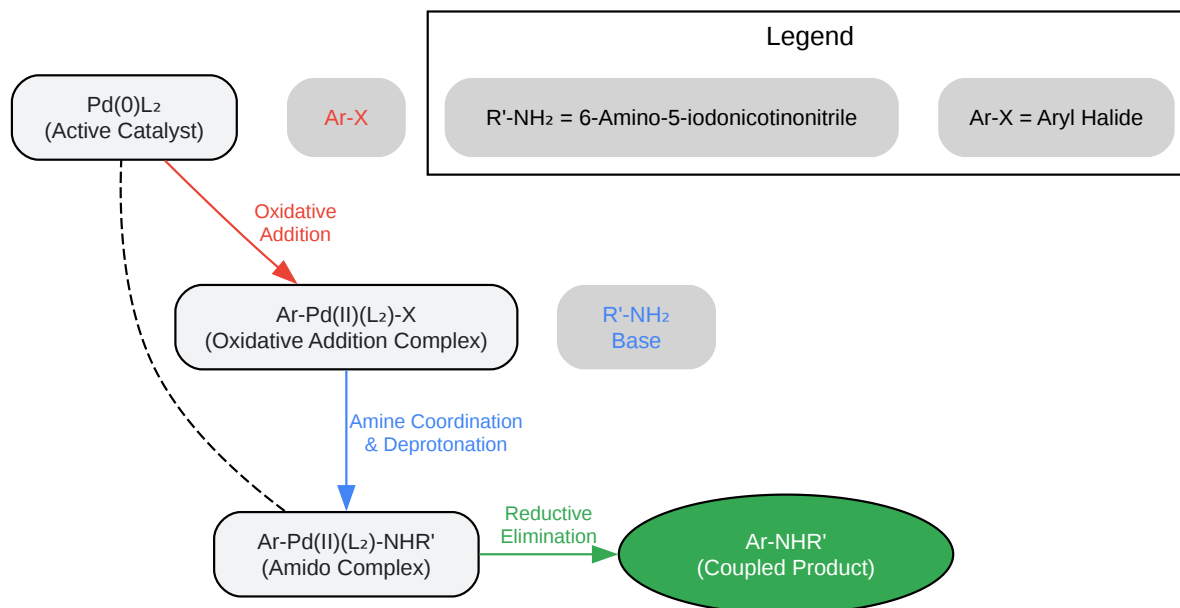 Legend
Pd(0)L₂
(Active Catalyst)
Ar-X
R'-NH₂ = 6-Amino-5-iodonicotinonitrile
Ar-X = Aryl Halide
Oxidative
Addition
Ar-Pd(II)(L₂)-X
(Oxidative Addition Complex)
R'-NH₂
Base
Amine Coordination
& Deprotonation
Ar-Pd(II)(L₂)-NHR'
(Amido Complex)
Reductive
Elimination
Ar-NHR'
(Coupled Product)